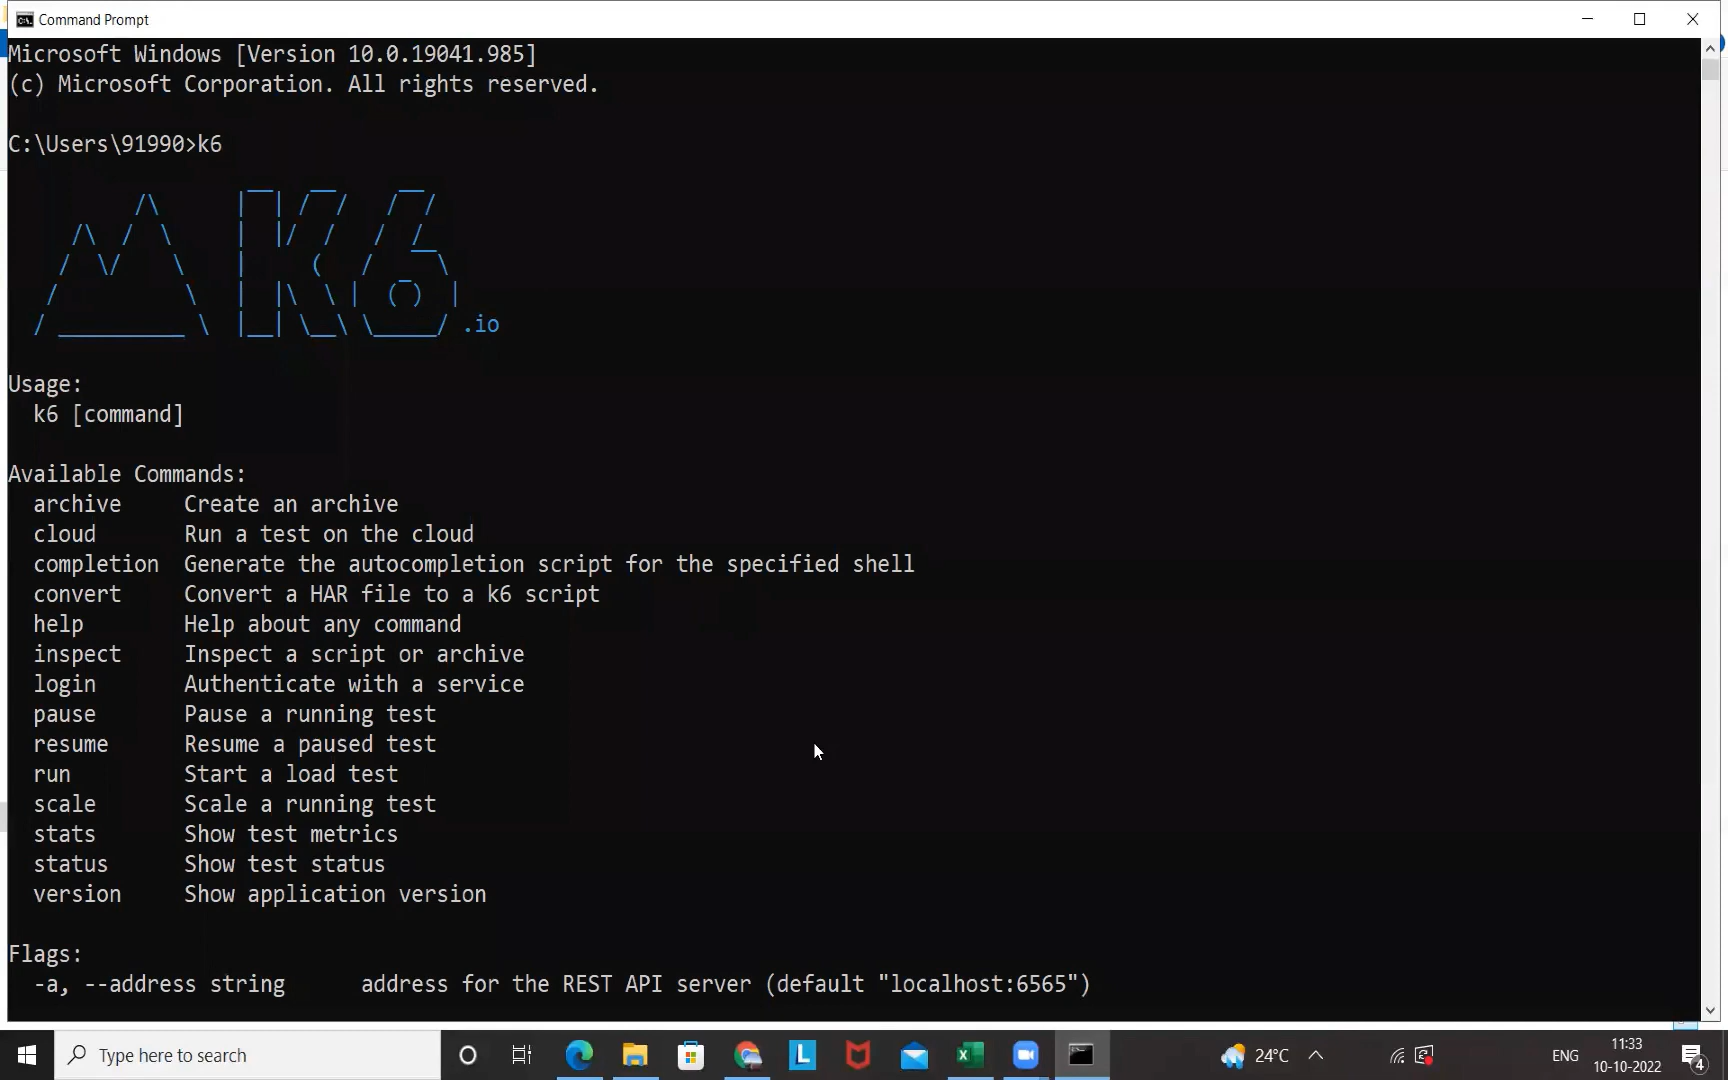 Command Prompt
Microsoft Windows [Version 10.0.19041.985]
(c) Microsoft Corporation. All rights reserved.
C:\Users\91990>k6
K6
.io
Usage:
k6 [command]
Available Commands:
archive Create an archive
cloud Run a test on the cloud
completion Generate the autocompletion script for the specified shell
convert Convert a HAR file to a k6 script
help Help about any command
inspect Inspect a script or archive
login Authenticate with a service
pause Pause a running test
resume Resume a paused test
run Start a load test
scale Scale a running test
stats Show test metrics
status Show test status
version Show application version
Flags:
-a, --address string address for the REST API server (default "localhost:6565")
Type here to search
24°C
ENG
11:33
10-10-2022
4